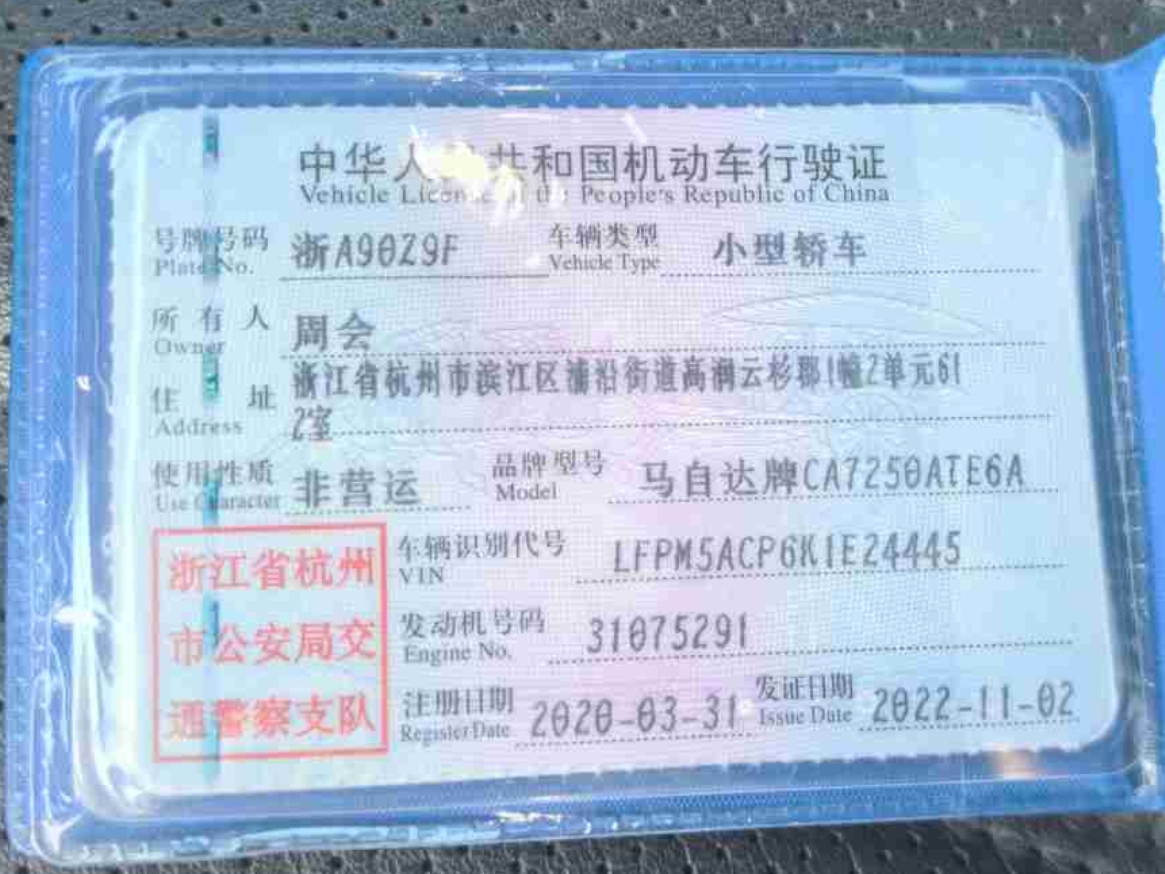 中华人民共和国机动车行驶证
Vehicle License of the People's Republic of China
号牌号码 浙A90Z9F 车辆类型 小型轿车
Plate No. Vehicle Type
所有人 周会
Owner
住址 浙江省杭州市滨江区浦沿街道高澜云杉郡1幢2单元61
Address 2室
使用性质 非营运 品牌型号 马自达牌CA7250ATE6A
Use Character Model
浙江省杭州
市公安局交
通警察支队
车辆识别代号 LFPM5ACP6K1E24445
VIN
发动机号码 31075291
Engine No.
注册日期 2020-03-31 发证日期 2022-11-02
Register Date Issue Date